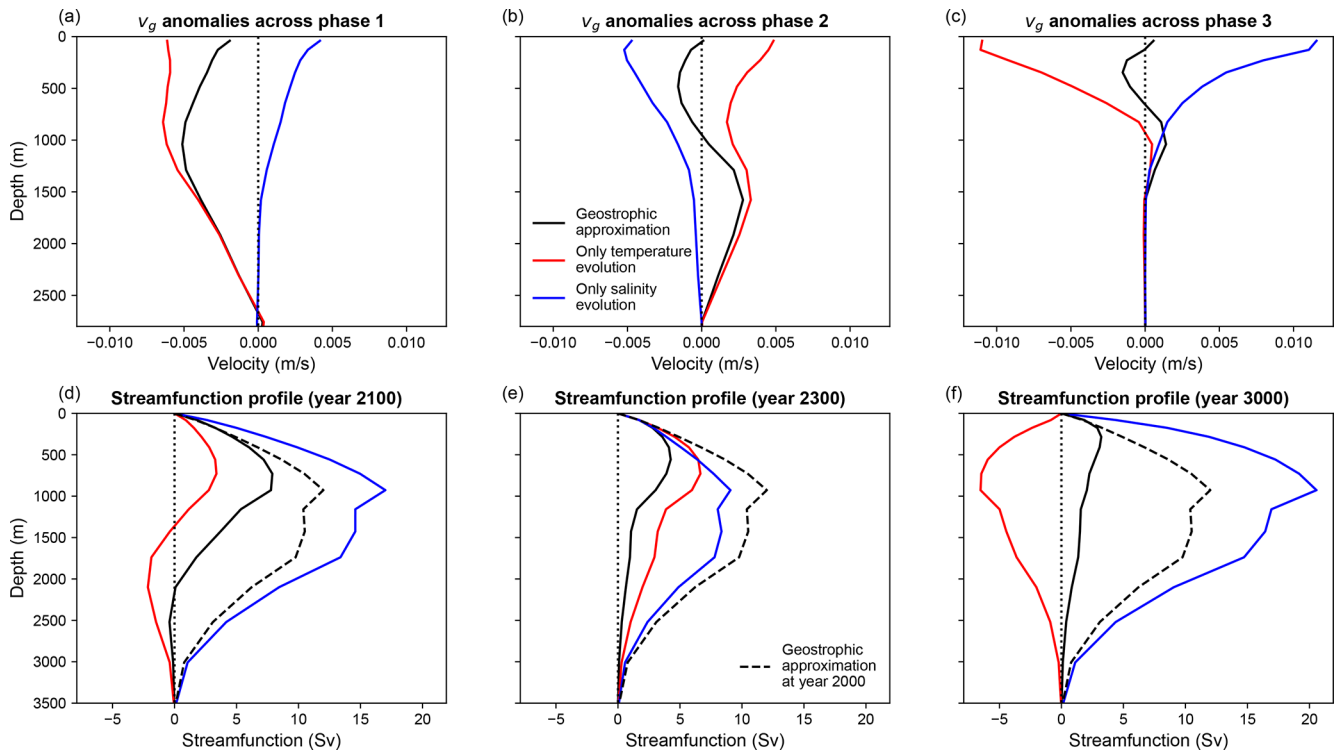 (a)
v_g anomalies across phase 1
0
500
1000
1500
2000
2500
Depth (m)
−0.010
−0.005
0.000
0.005
0.010
Velocity (m/s)
(b)
v_g anomalies across phase 2
Geostrophic
approximation
Only temperature
evolution
Only salinity
evolution
−0.010
−0.005
0.000
0.005
0.010
Velocity (m/s)
(c)
v_g anomalies across phase 3
−0.010
−0.005
0.000
0.005
0.010
Velocity (m/s)
(d)
Streamfunction profile (year 2100)
0
500
1000
1500
2000
2500
3000
3500
Depth (m)
−5
0
5
10
15
20
Streamfunction (Sv)
(e)
Streamfunction profile (year 2300)
Geostrophic
approximation
at year 2000
−5
0
5
10
15
20
Streamfunction (Sv)
(f)
Streamfunction profile (year 3000)
−5
0
5
10
15
20
Streamfunction (Sv)